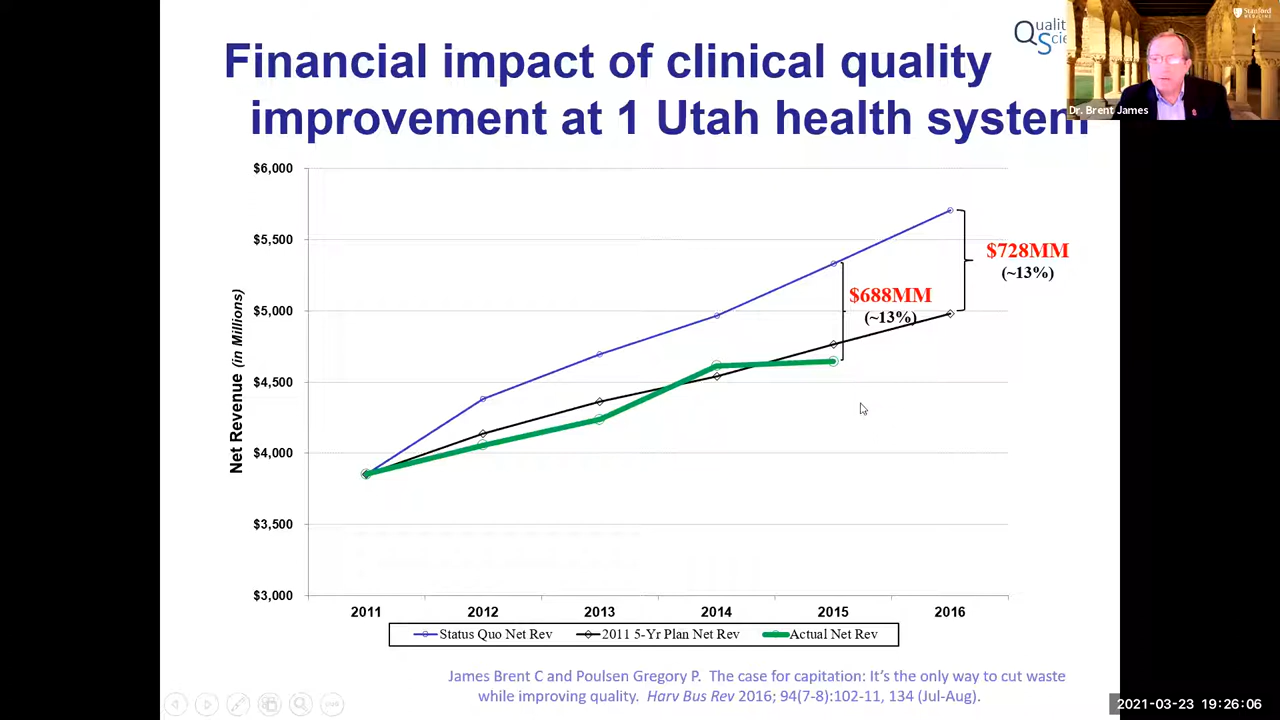 Financial impact of clinical quality
improvement at 1 Utah health system
Qualit
Scie
Stanford
MEDICINE
Dr. Brent James
$6,000
$5,500
$5,000
$4,500
$4,000
$3,500
$3,000
Net Revenue (in Millions)
$728MM
(~13%)
$688MM
(~13%)
2011 2012 2013 2014 2015 2016
Status Quo Net Rev 2011 5-Yr Plan Net Rev Actual Net Rev
James Brent C and Poulsen Gregory P. The case for capitation: It’s the only way to cut waste
while improving quality. Harv Bus Rev 2016; 94(7-8):102-11, 134 (Jul-Aug).
2021-03-23 19:26:06